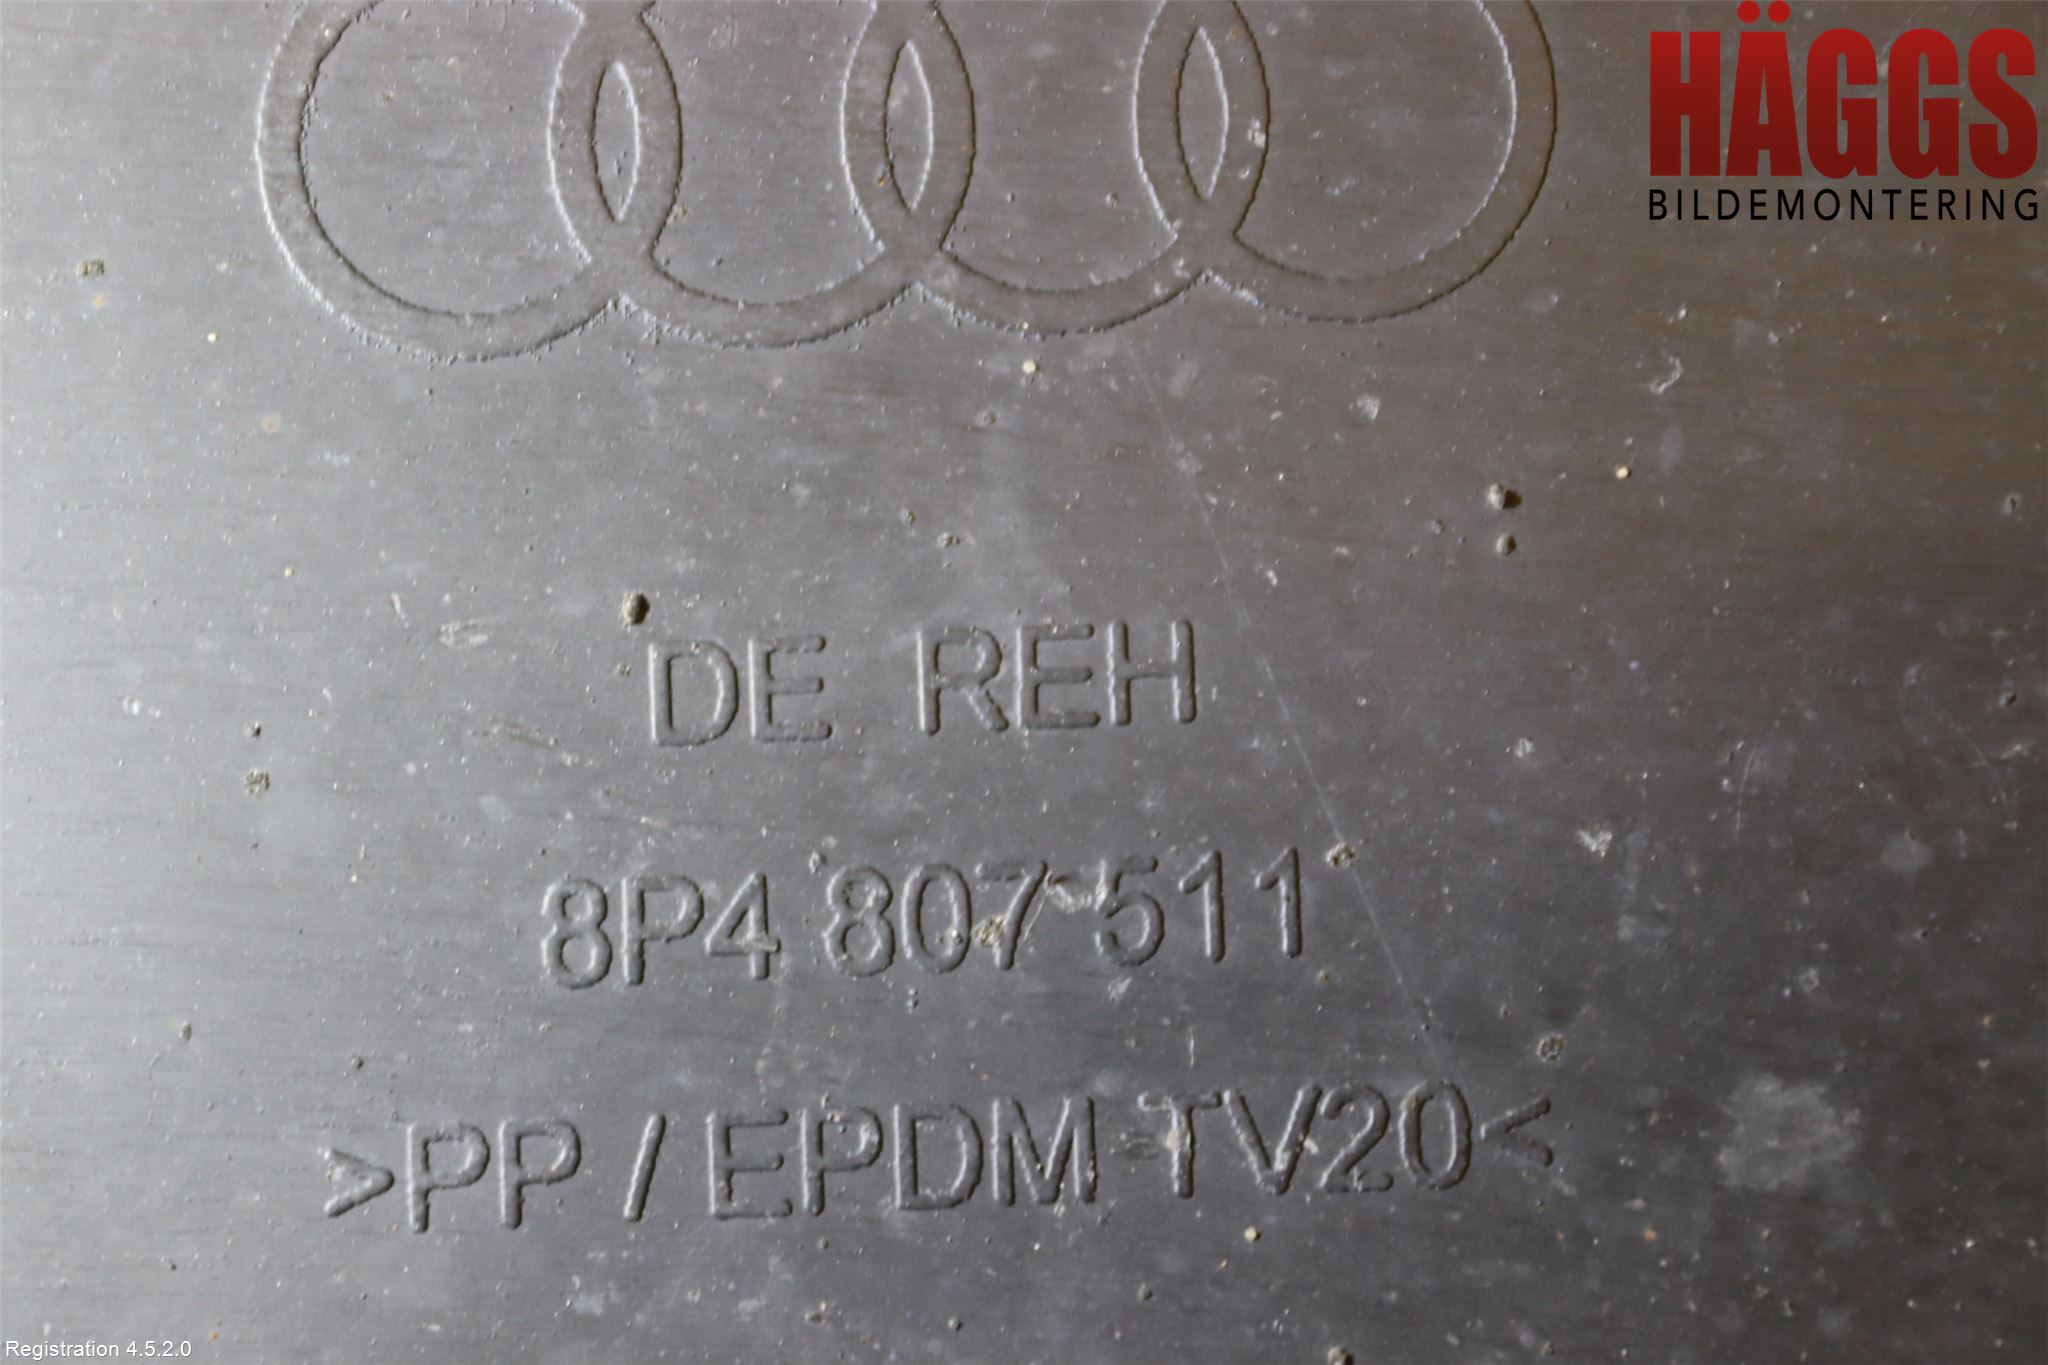 HÄGGS
BILDEMONTERING
DE REH
8P4 807 511
>PP / EPDM-TV20<
Registration 4.5.2.0